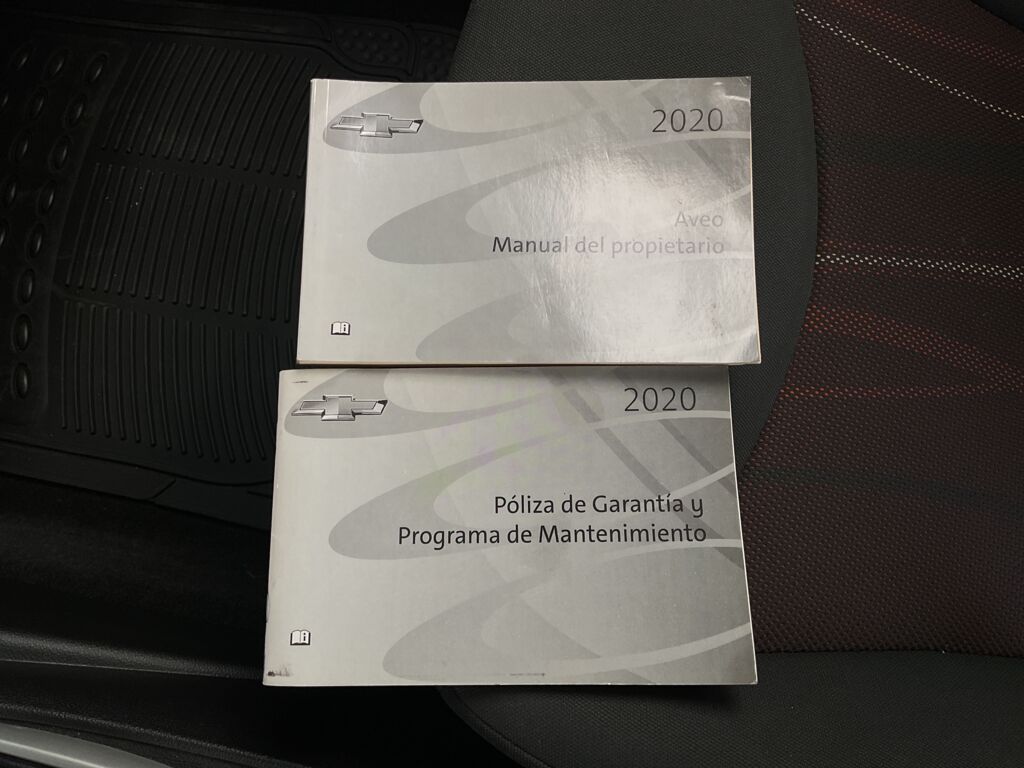 2020
Aveo
Manual del propietario
2020
Póliza de Garantía y
Programa de Mantenimiento